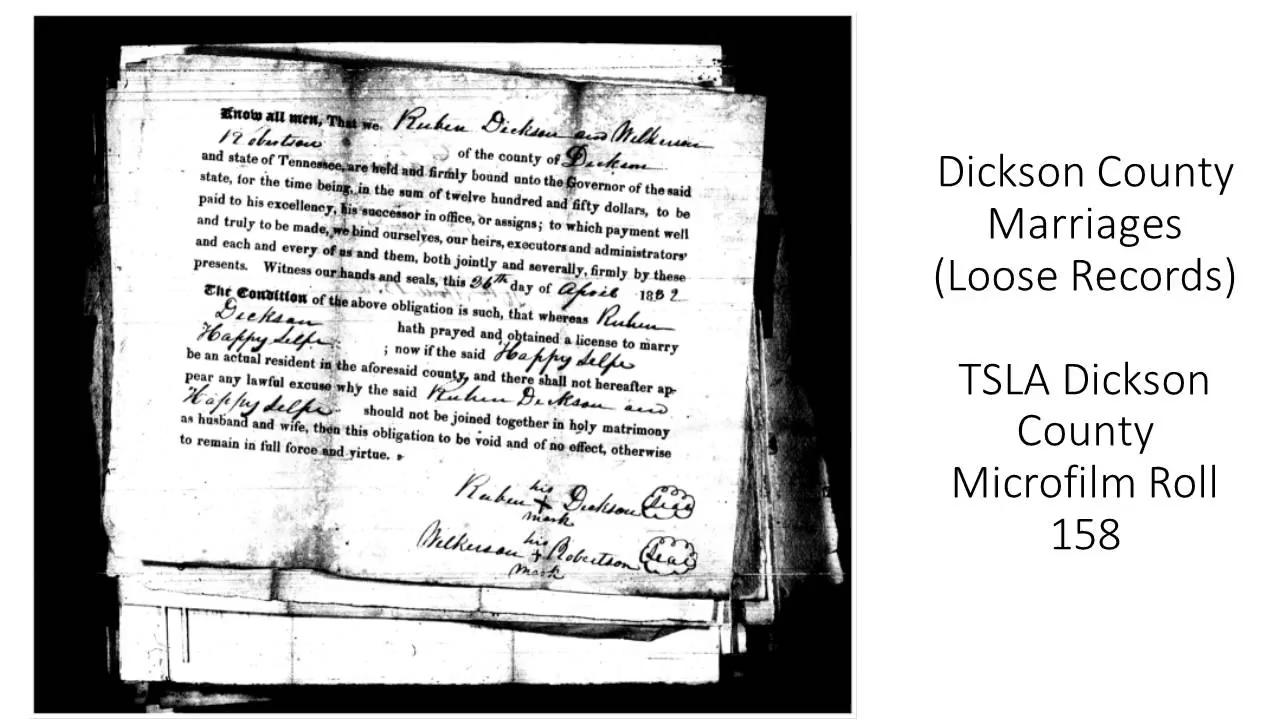 Know all men, That we Ruben Dickson and Wilkerson
Robertson of the county of Dickson
and state of Tennessee, are held and firmly bound unto the Governor of the said
state, for the time being, in the sum of twelve hundred and fifty dollars, to be
paid to his excellency, his successor in office, or assigns; to which payment well
and truly to be made, we bind ourselves, our heirs, executors and administrators'
and each and every of us and them, both jointly and severally, firmly by these
presents. Witness our hands and seals, this 26th day of April 1852
The Condition of the above obligation is such, that whereas Ruben
Dickson hath prayed and obtained a license to marry
Happy Selfe ; now if the said Happy Selfe
be an actual resident in the aforesaid county, and there shall not hereafter ap-
pear any lawful excuse why the said Ruben Dickson and
Happy Selfe should not be joined together in holy matrimony
as husband and wife, then this obligation to be void and of no effect, otherwise
to remain in full force and virtue.
his
Ruben + Dickson Seal
mark
his
Wilkerson + Robertson Seal
mark
Dickson County
Marriages
(Loose Records)
TSLA Dickson
County
Microfilm Roll
158